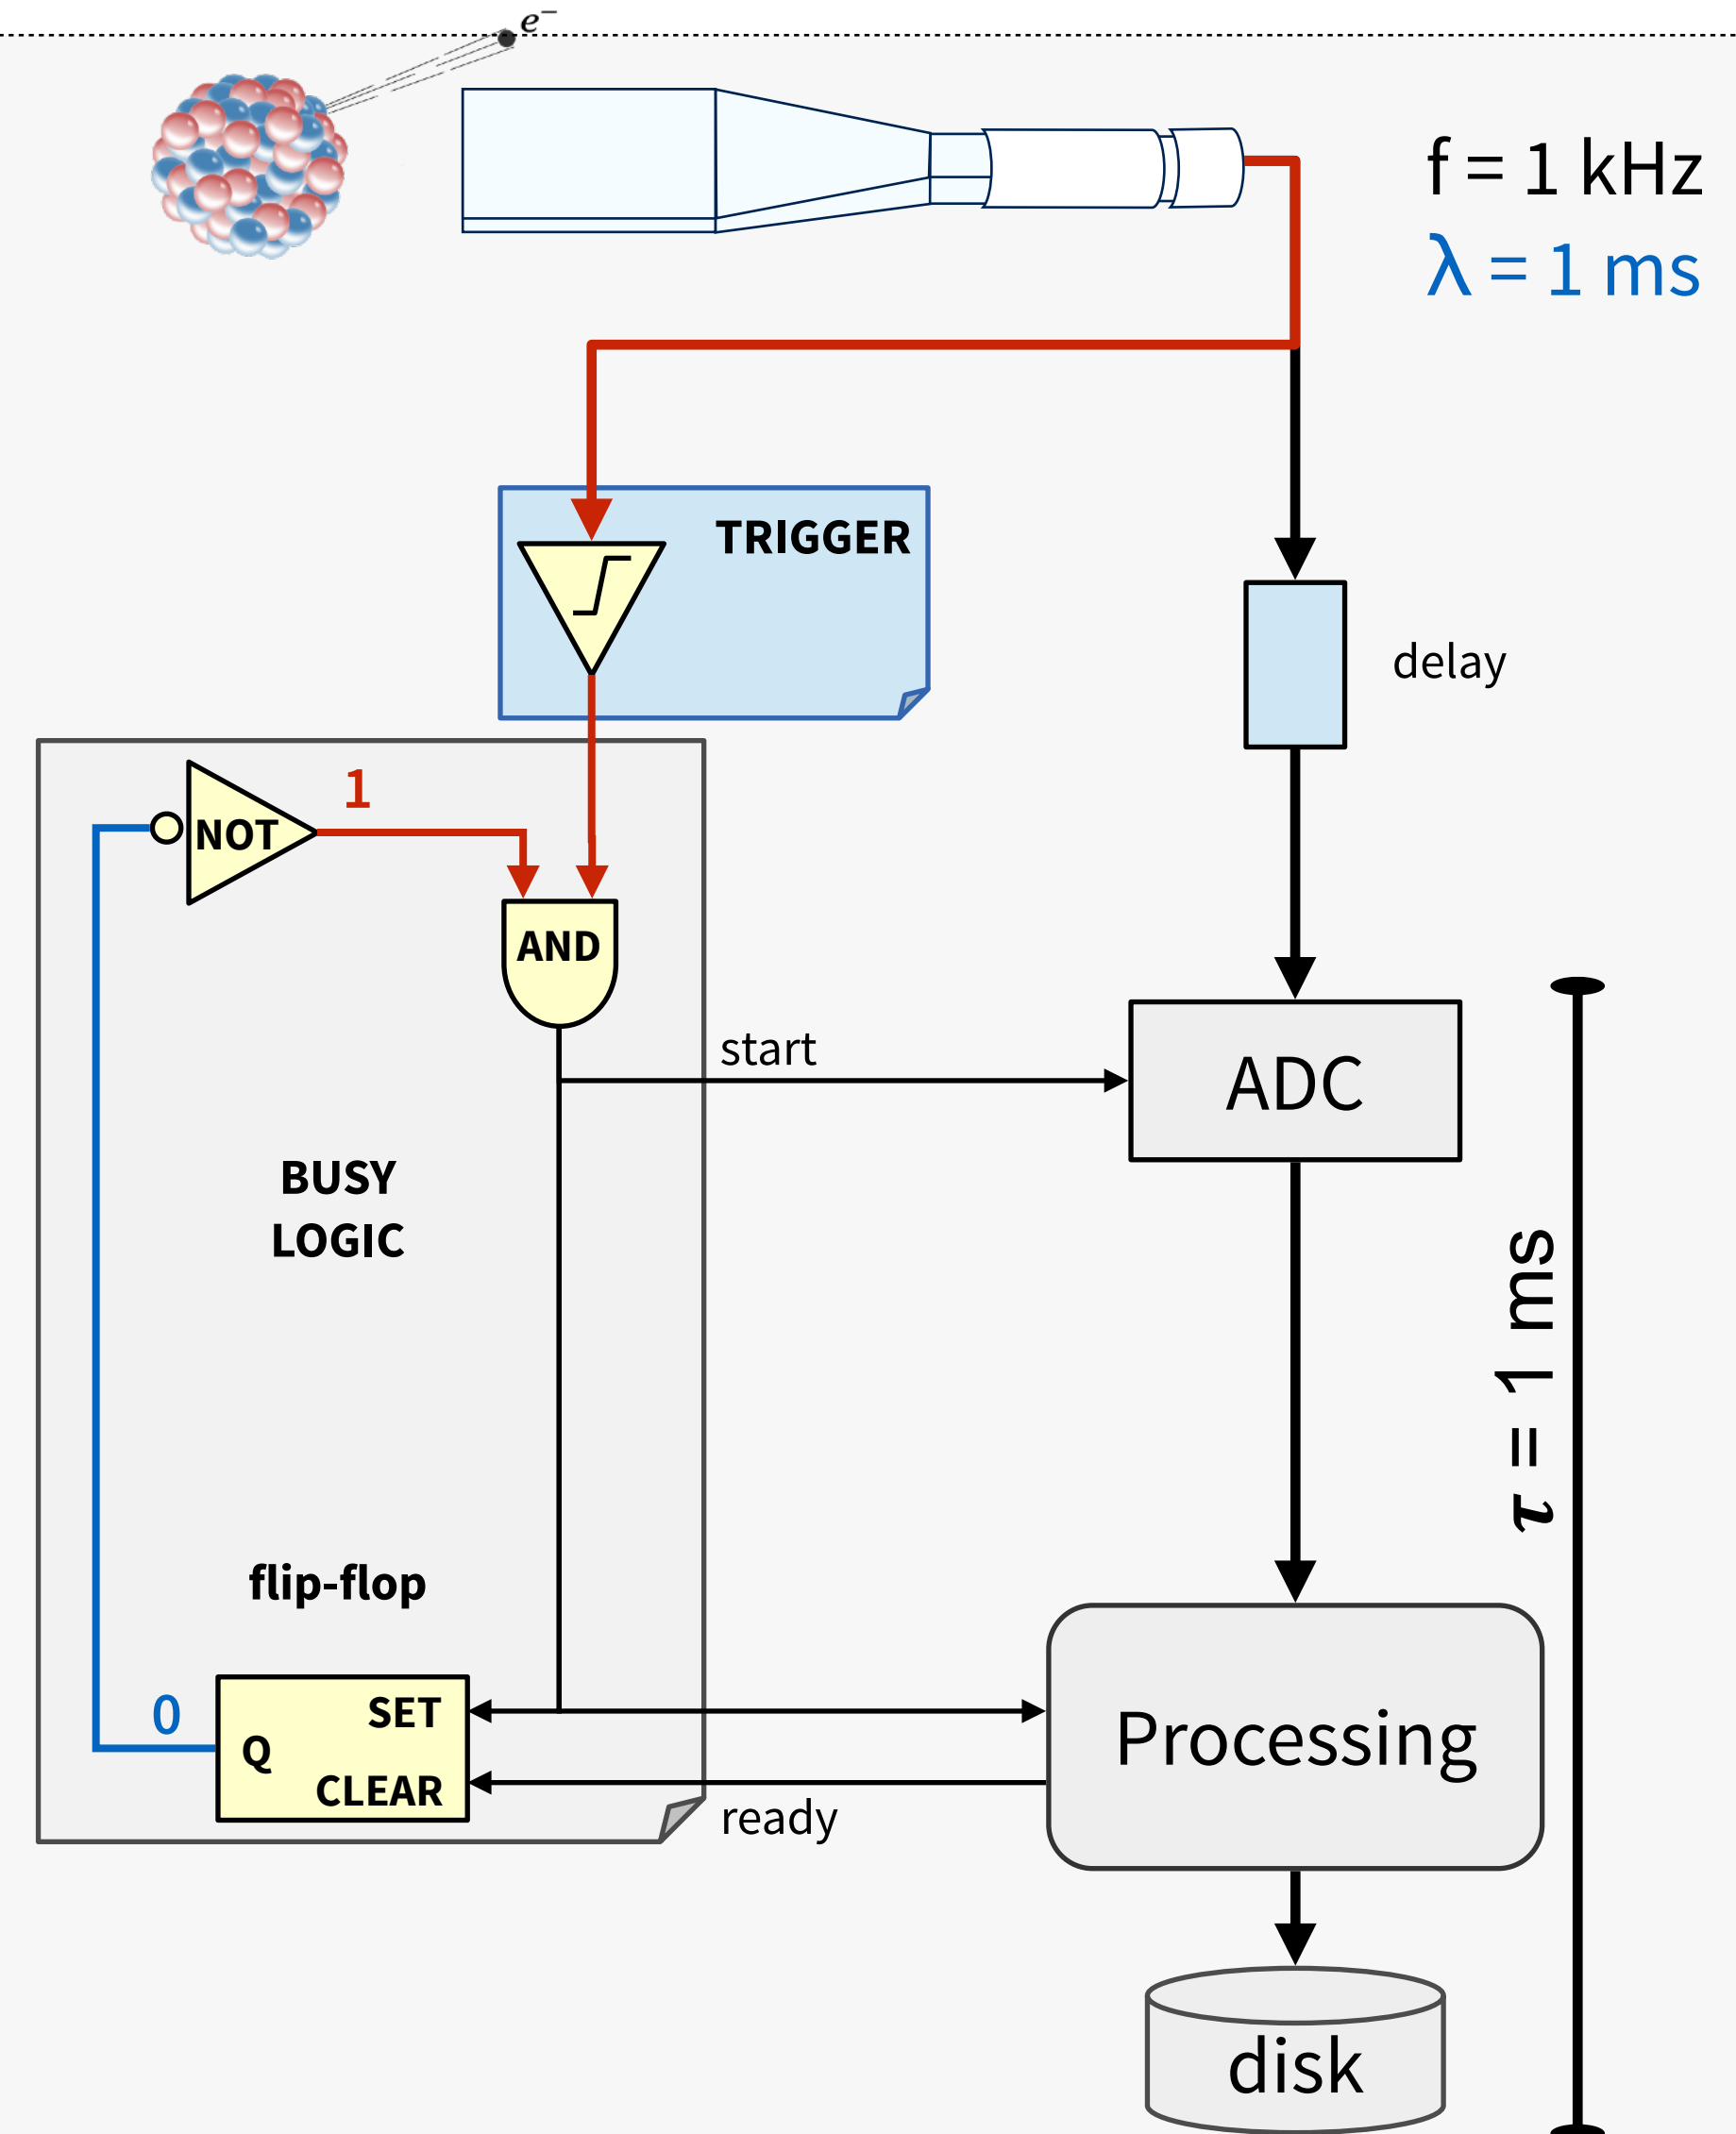 e⁻
f = 1 kHz
λ = 1 ms
TRIGGER
delay
NOT
1
AND
start
ADC
BUSY
LOGIC
τ = 1 ms
flip-flop
0
Q
SET
CLEAR
ready
Processing
disk